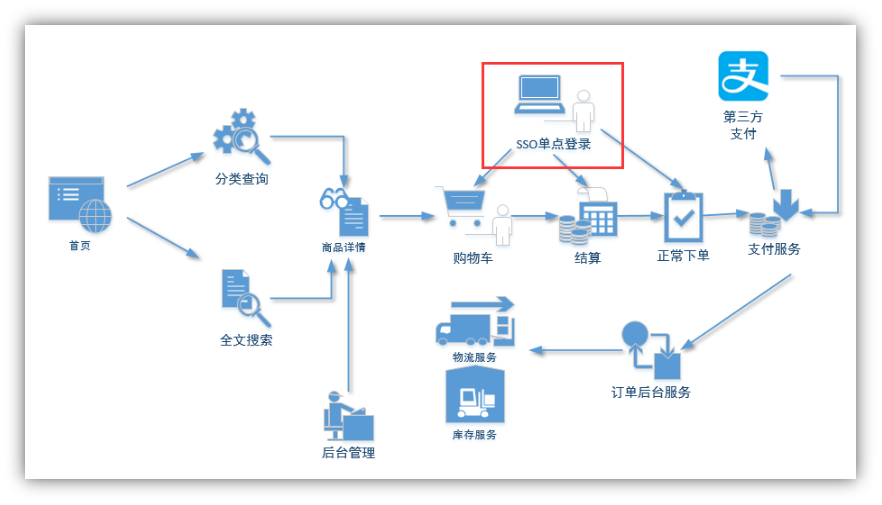 SSO单点登录
支
第三方
支付
分类查询
首页
商品详情
购物车
结算
正常下单
支付服务
全文搜索
物流服务
订单后台服务
库存服务
后台管理